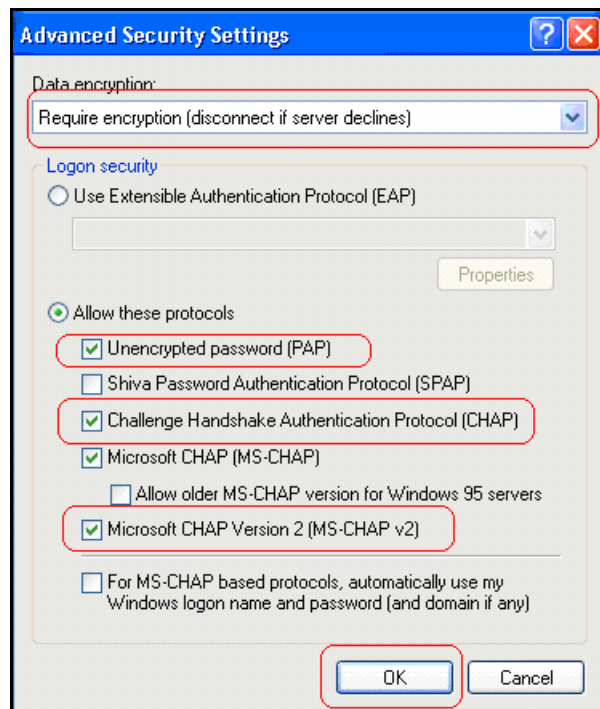 Advanced Security Settings
Data encryption:
Require encryption (disconnect if server declines)
Logon security
Use Extensible Authentication Protocol (EAP)
Properties
Allow these protocols
Unencrypted password (PAP)
Shiva Password Authentication Protocol (SPAP)
Challenge Handshake Authentication Protocol (CHAP)
Microsoft CHAP (MS-CHAP)
Allow older MS-CHAP version for Windows 95 servers
Microsoft CHAP Version 2 (MS-CHAP v2)
For MS-CHAP based protocols, automatically use my
Windows logon name and password (and domain if any)
OK Cancel